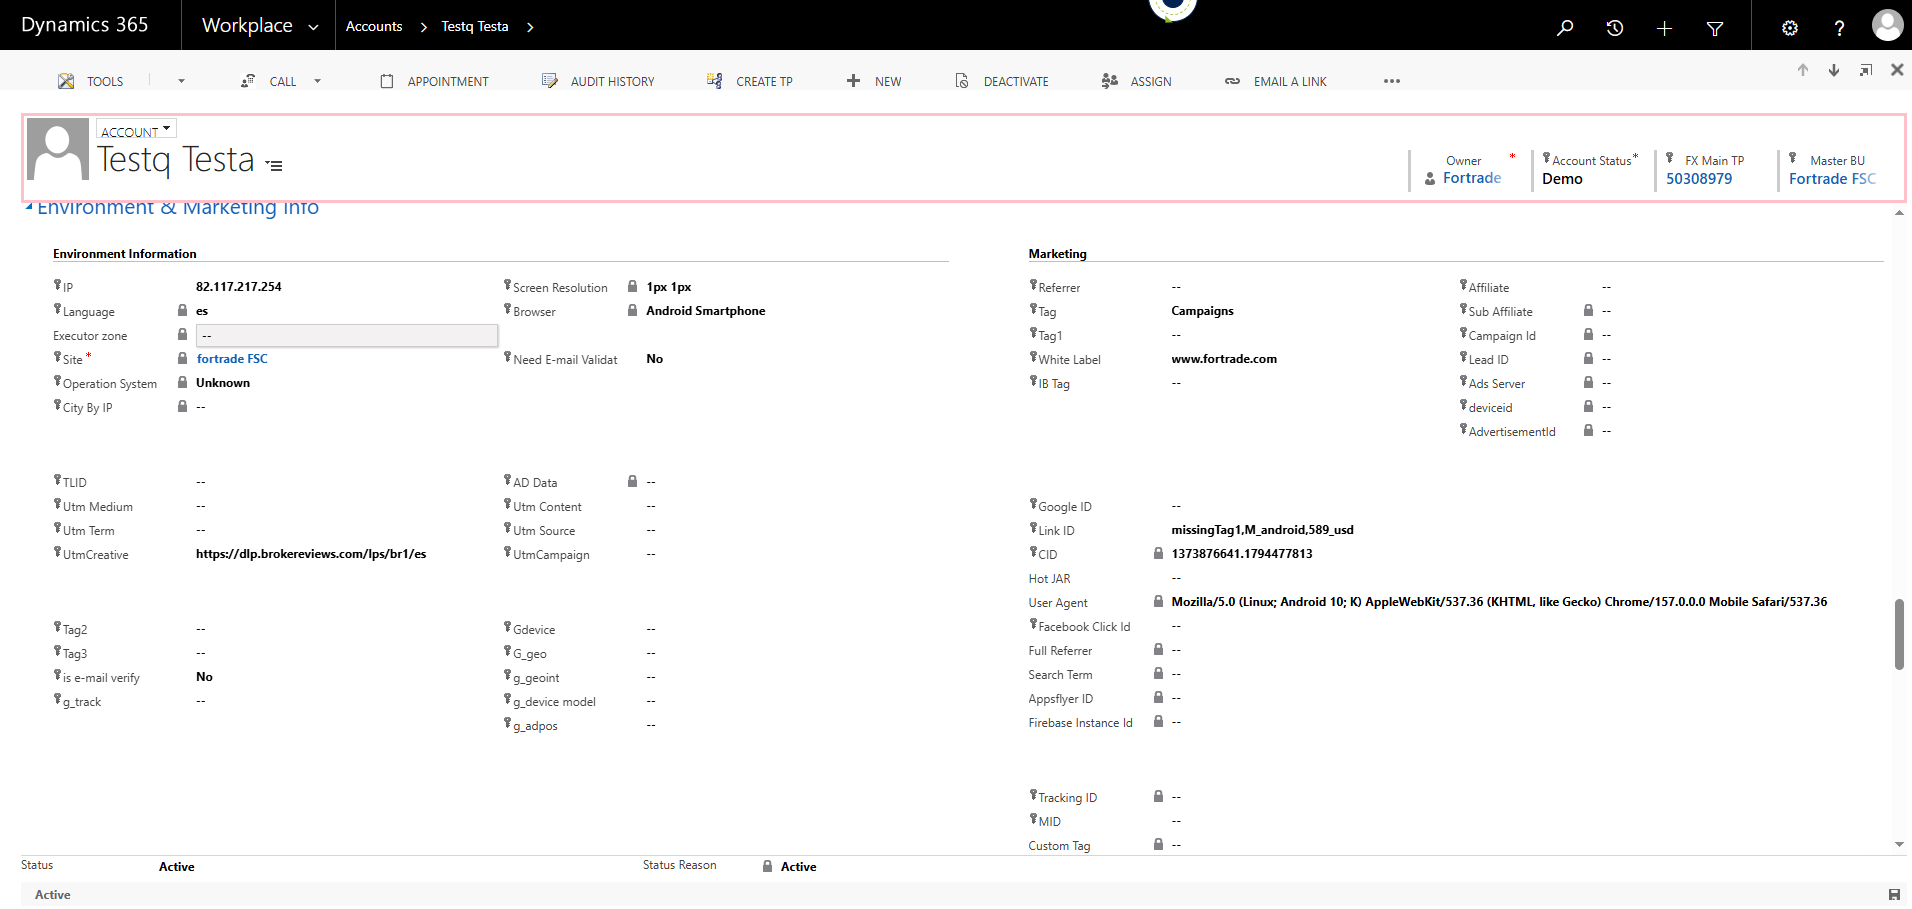 Dynamics 365 Workplace Accounts Testq Testa ?
TOOLS CALL APPOINTMENT AUDIT HISTORY CREATE TP NEW DEACTIVATE ASSIGN EMAIL A LINK
ACCOUNT
Testq Testa
Owner * Account Status* FX Main TP Master BU
Fortrade Demo 50308979 Fortrade FSC
Environment & Marketing Info
Environment Information Marketing
IP 82.117.217.254 Screen Resolution 1px 1px Referrer -- Affiliate --
Language es Browser Android Smartphone Tag Campaigns Sub Affiliate --
Executor zone -- Tag1 -- Campaign Id --
Site * fortrade FSC Need E-mail Validat No White Label www.fortrade.com Lead ID --
Operation System Unknown IB Tag -- Ads Server --
City By IP -- deviceid --
AdvertisementId --
TLID -- AD Data --
Utm Medium -- Utm Content -- Google ID --
Utm Term -- Utm Source -- Link ID missingTag1,M_android,589_usd
UtmCreative https://dlp.brokereviews.com/lps/br1/es UtmCampaign -- CID 1373876641.1794477813
Hot JAR --
User Agent Mozilla/5.0 (Linux; Android 10; K) AppleWebKit/537.36 (KHTML, like Gecko) Chrome/157.0.0.0 Mobile Safari/537.36
Tag2 -- Gdevice -- Facebook Click Id --
Tag3 -- G_geo -- Full Referrer --
is e-mail verify No g_geoint -- Search Term --
g_track -- g_device model -- Appsflyer ID --
g_adpos -- Firebase Instance Id --
Tracking ID --
MID --
Custom Tag --
Status Active Status Reason Active
Active